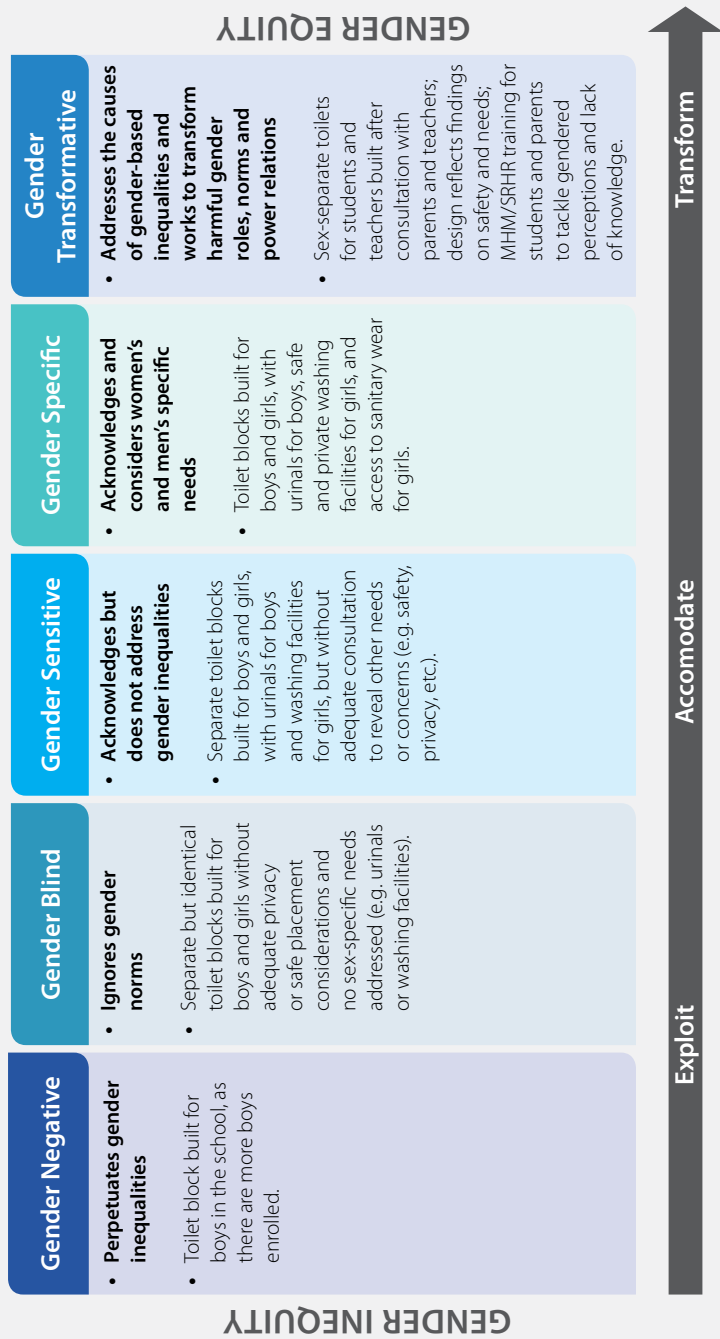 GENDER INEQUITY
Gender Negative
• Perpetuates gender
inequalities
• Toilet block built for
boys in the school, as
there are more boys
enrolled.
Gender Blind
• Ignores gender
norms
• Separate but identical
toilet blocks built for
boys and girls without
adequate privacy
or safe placement
considerations and
no sex-specific needs
addressed (e.g. urinals
or washing facilities).
Gender Sensitive
• Acknowledges but
does not address
gender inequalities
• Separate toilet blocks
built for boys and girls,
with urinals for boys
and washing facilities
for girls, but without
adequate consultation
to reveal other needs
or concerns (e.g. safety,
privacy, etc.).
Gender Specific
• Acknowledges and
considers women's
and men's specific
needs
• Toilet blocks built for
boys and girls, with
urinals for boys, safe
and private washing
facilities for girls, and
access to sanitary wear
for girls.
Gender
Transformative
• Addresses the causes
of gender-based
inequalities and
works to transform
harmful gender
roles, norms and
power relations
• Sex-separate toilets
for students and
teachers built after
consultation with
parents and teachers;
design reflects findings
on safety and needs;
MHM/SRHR training for
students and parents
to tackle gendered
perceptions and lack
of knowledge.
GENDER EQUITY
Exploit
Accomodate
Transform